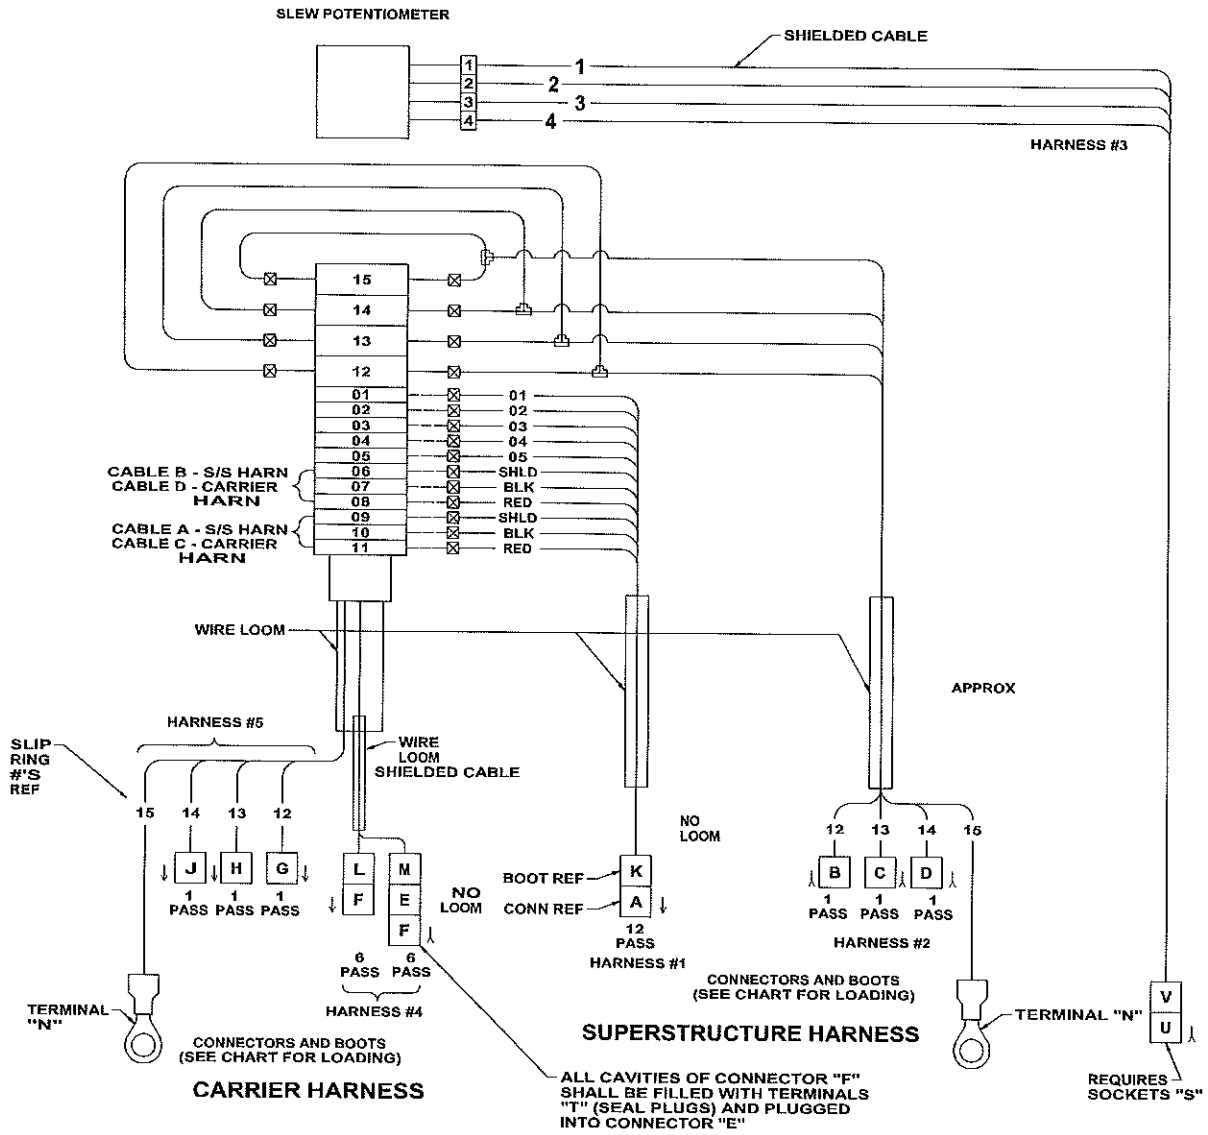 SLEW POTENTIOMETER
SHIELDED CABLE
1 1
2 2
3 3
4 4
HARNESS #3
15
14
13
12
01 01
02 02
03 03
04 04
05 05
06 SHLD
07 BLK
08 RED
09 SHLD
10 BLK
11 RED
CABLE B - S/S HARN
CABLE D - CARRIER
HARN
CABLE A - S/S HARN
CABLE C - CARRIER
HARN
WIRE LOOM
APPROX
HARNESS #5
SLIP
RING
#'S
REF
WIRE
LOOM
SHIELDED CABLE
15 14 13 12
J H G
1 PASS
1 PASS
1 PASS
L
F
M
E
F
NO
LOOM
6 PASS
6 PASS
HARNESS #4
NO
LOOM
BOOT REF
K
CONN REF
A
12
PASS
HARNESS #1
12 13 14 15
B C D
1 PASS
1 PASS
1 PASS
HARNESS #2
CONNECTORS AND BOOTS
(SEE CHART FOR LOADING)
SUPERSTRUCTURE HARNESS
TERMINAL "N"
V
U
REQUIRES
SOCKETS "S"
TERMINAL
"N"
CONNECTORS AND BOOTS
(SEE CHART FOR LOADING)
CARRIER HARNESS
ALL CAVITIES OF CONNECTOR "F"
SHALL BE FILLED WITH TERMINALS
"T" (SEAL PLUGS) AND PLUGGED
INTO CONNECTOR "E"